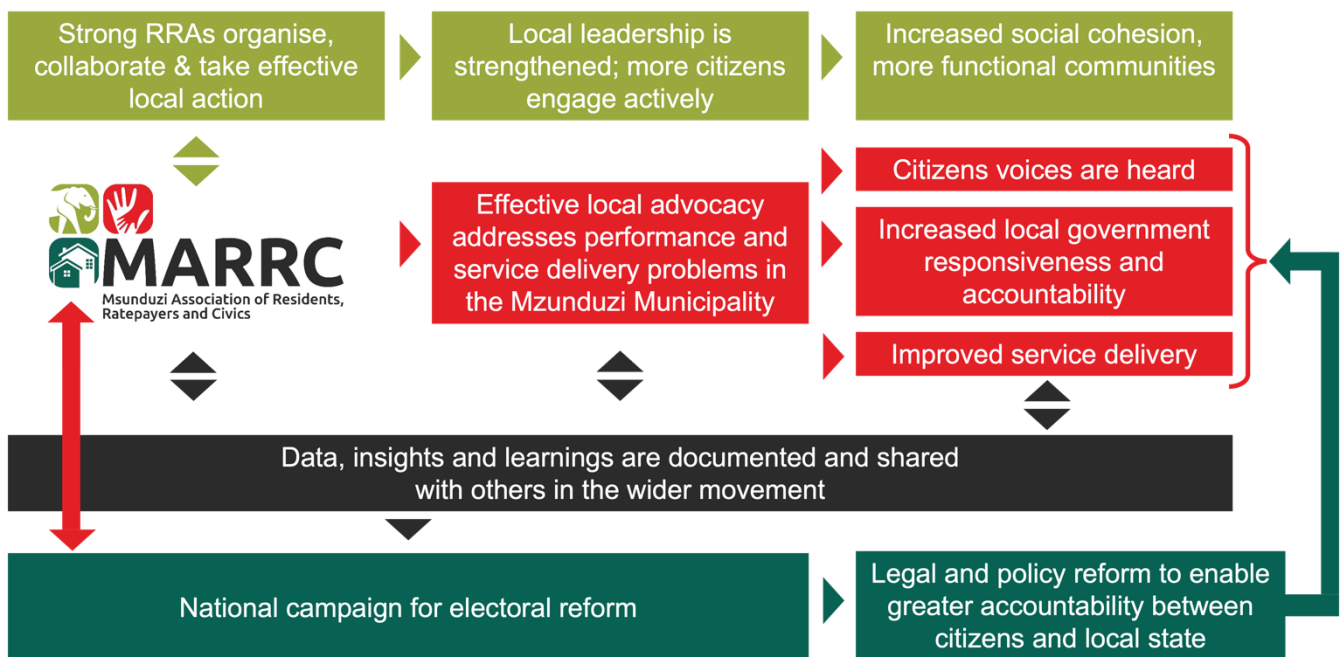 Strong RRAs organise,
collaborate & take effective
local action
Local leadership is
strengthened; more citizens
engage actively
Increased social cohesion,
more functional communities
MARRC
Msunduzi Association of Residents,
Ratepayers and Civics
Effective local advocacy
addresses performance and
service delivery problems in
the Mzunduzi Municipality
Citizens voices are heard
Increased local government
responsiveness and
accountability
Improved service delivery
Data, insights and learnings are documented and shared
with others in the wider movement
National campaign for electoral reform
Legal and policy reform to enable
greater accountability between
citizens and local state